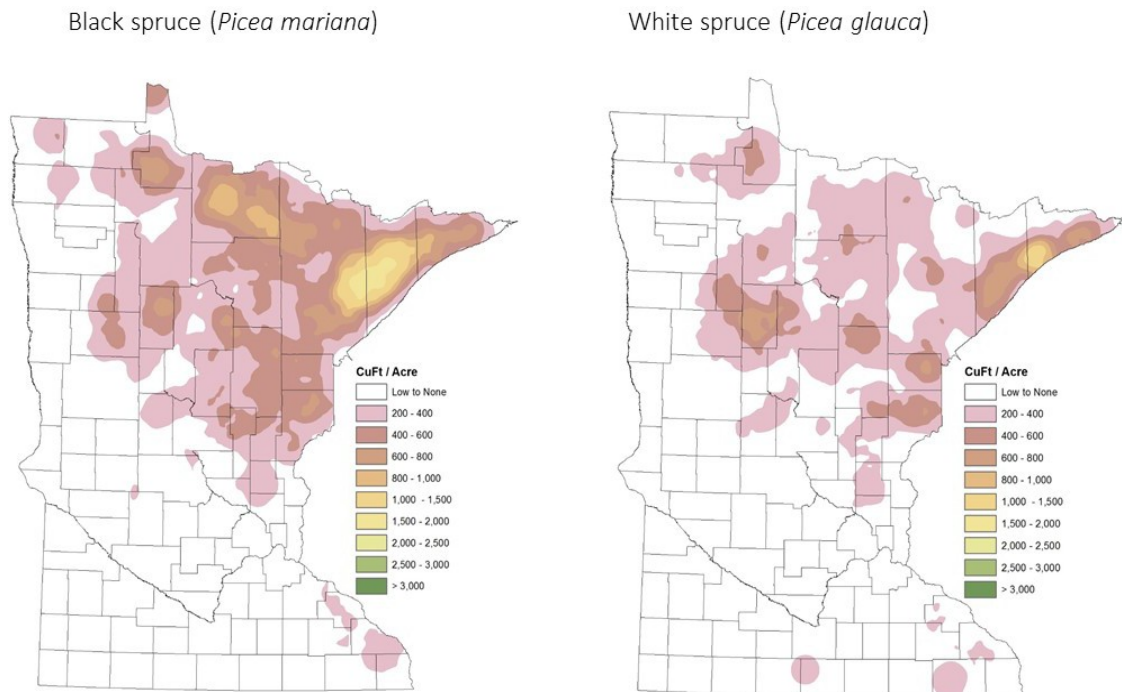 Black spruce (Picea mariana)
White spruce (Picea glauca)
CuFt / Acre
Low to None
200 - 400
400 - 600
600 - 800
800 - 1,000
1,000 - 1,500
1,500 - 2,000
2,000 - 2,500
2,500 - 3,000
> 3,000
CuFt / Acre
Low to None
200 - 400
400 - 600
600 - 800
800 - 1,000
1,000 - 1,500
1,500 - 2,000
2,000 - 2,500
2,500 - 3,000
> 3,000